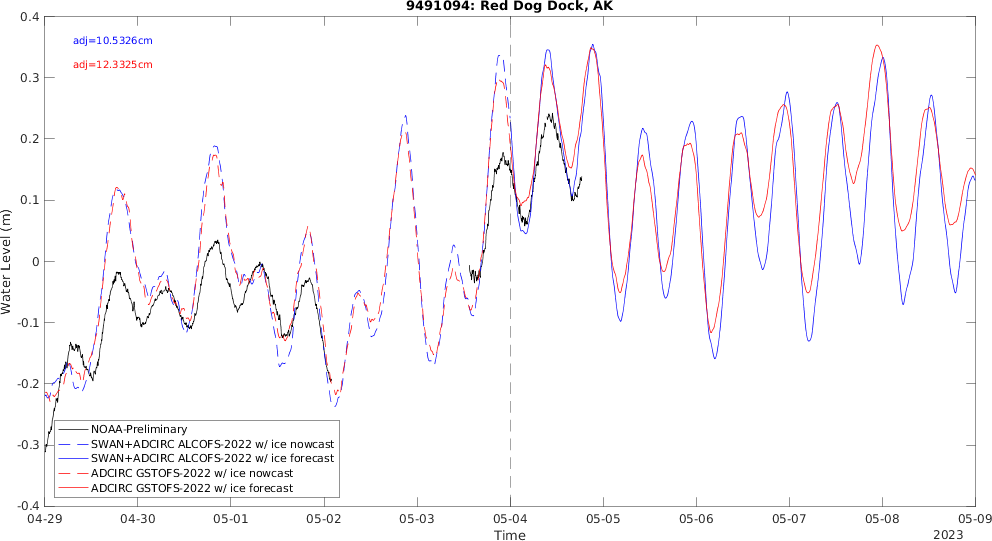 9491094: Red Dog Dock, AK
adj=10.5326cm
adj=12.3325cm
Water Level (m)
0.4
0.3
0.2
0.1
0
-0.1
-0.2
-0.3
-0.4
NOAA-Preliminary
SWAN+ADCIRC ALCOFS-2022 w/ ice nowcast
SWAN+ADCIRC ALCOFS-2022 w/ ice forecast
ADCIRC GSTOFS-2022 w/ ice nowcast
ADCIRC GSTOFS-2022 w/ ice forecast
04-29 04-30 05-01 05-02 05-03 05-04 05-05 05-06 05-07 05-08 05-09
Time
2023